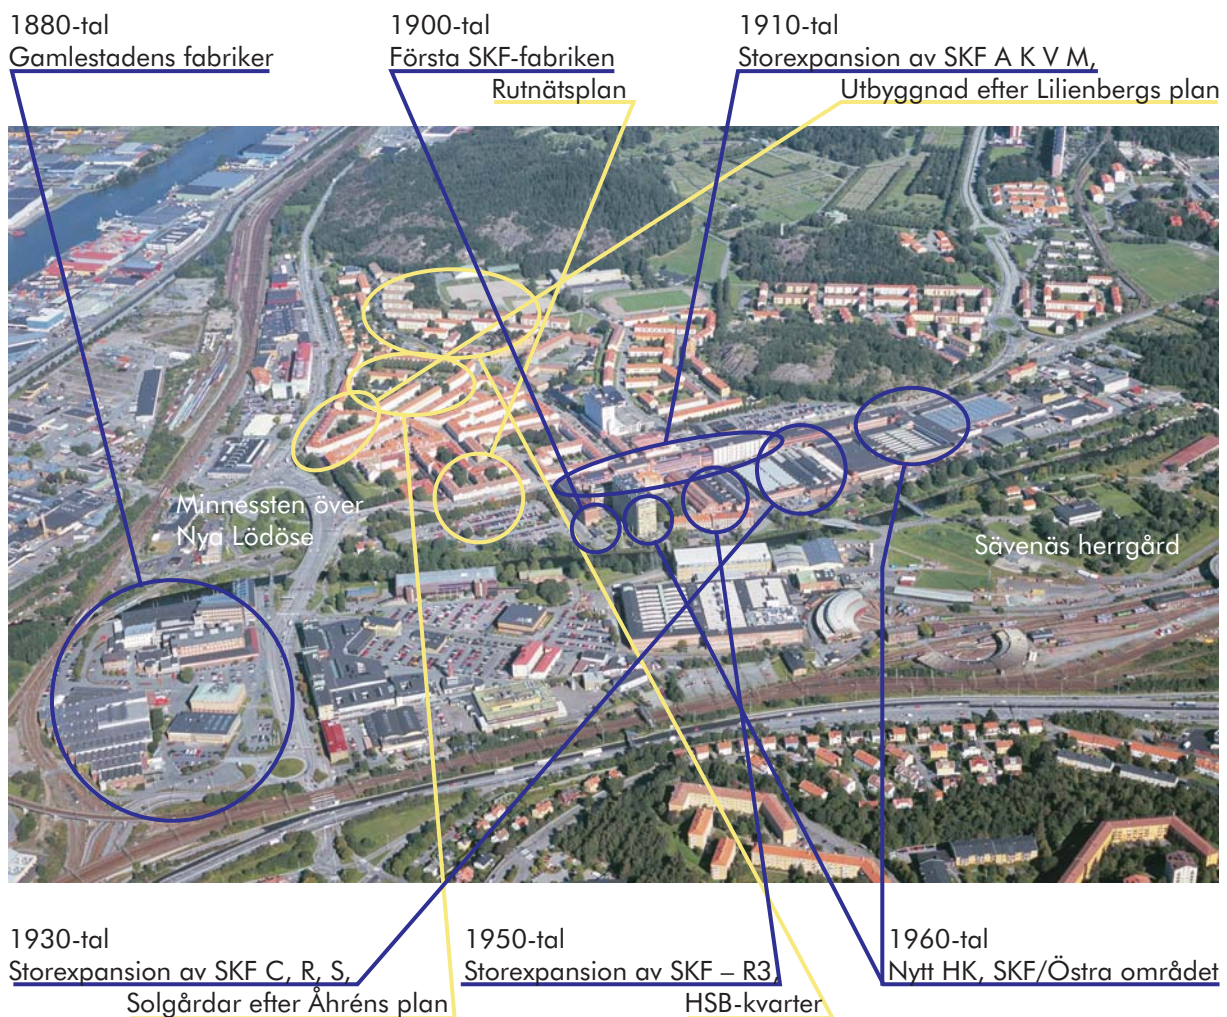 1880-tal
Gamlestadens fabriker
1900-tal
Första SKF-fabriken
Rutnätsplan
1910-tal
Storexpansion av SKF A K V M,
Utbyggnad efter Lilienbergs plan
Minnessten över
Nya Lödöse
Sävenäs herrgård
1930-tal
Storexpansion av SKF C, R, S,
Solgårdar efter Åhréns plan
1950-tal
Storexpansion av SKF – R3,
HSB-kvarter
1960-tal
Nytt HK, SKF/Östra området